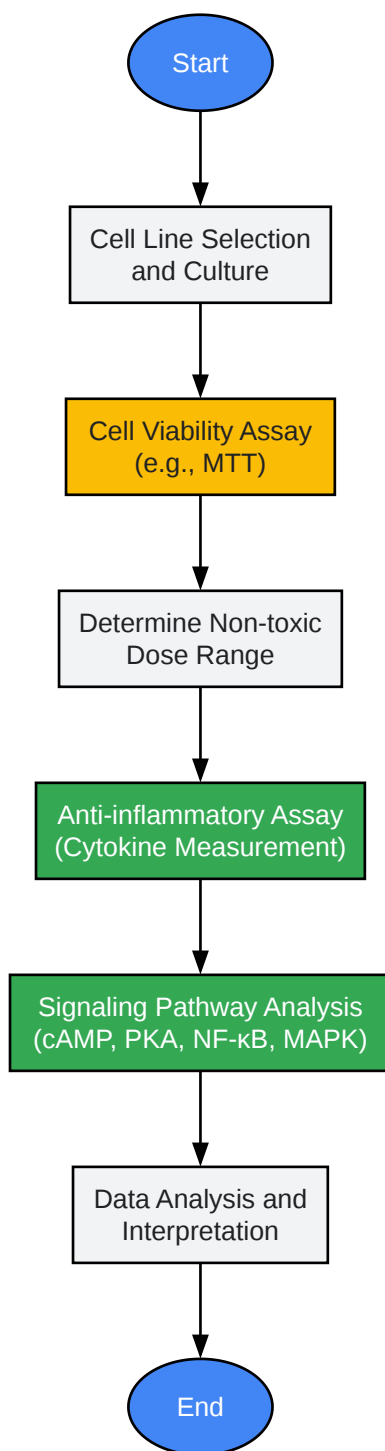 Start
Cell Line Selection
and Culture
Cell Viability Assay
(e.g., MTT)
Determine Non-toxic
Dose Range
Anti-inflammatory Assay
(Cytokine Measurement)
Signaling Pathway Analysis
(cAMP, PKA, NF-κB, MAPK)
Data Analysis and
Interpretation
End